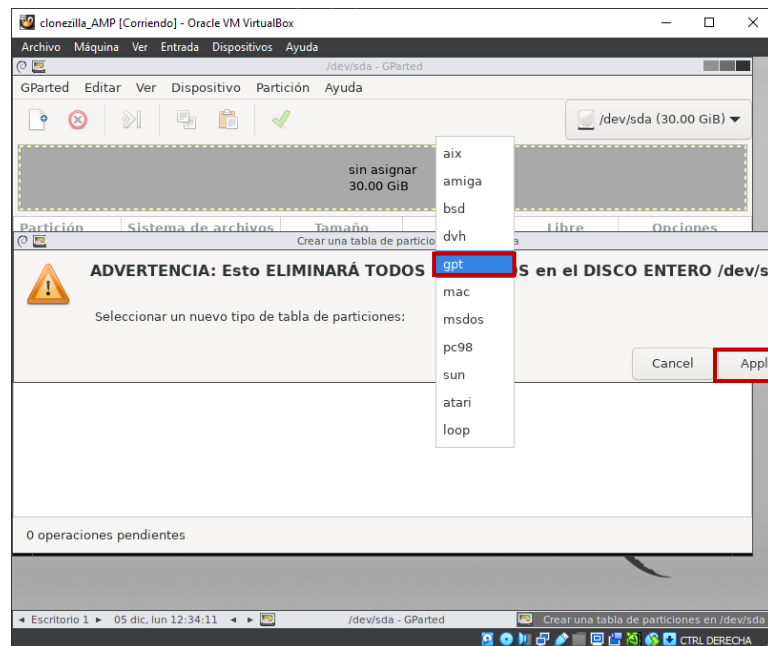 clonezilla_AMP [Corriendo] - Oracle VM VirtualBox
Archivo Máquina Ver Entrada Dispositivos Ayuda
/dev/sda - GParted
GParted Editar Ver Dispositivo Partición Ayuda
/dev/sda (30.00 GiB)
sin asignar
30.00 GiB
Partición Sistema de archivos Tamaño Libre Opciones
Crear una tabla de particio a
ADVERTENCIA: Esto ELIMINARÁ TODOS S en el DISCO ENTERO /dev/s
Seleccionar un nuevo tipo de tabla de particiones:
aix
amiga
bsd
dvh
gpt
mac
msdos
pc98
sun
atari
loop
Cancel Appl
0 operaciones pendientes
Escritorio 1 05 dic, lun 12:34:11 /dev/sda - GParted Crear una tabla de particiones en /dev/sda
CTRL DERECHA